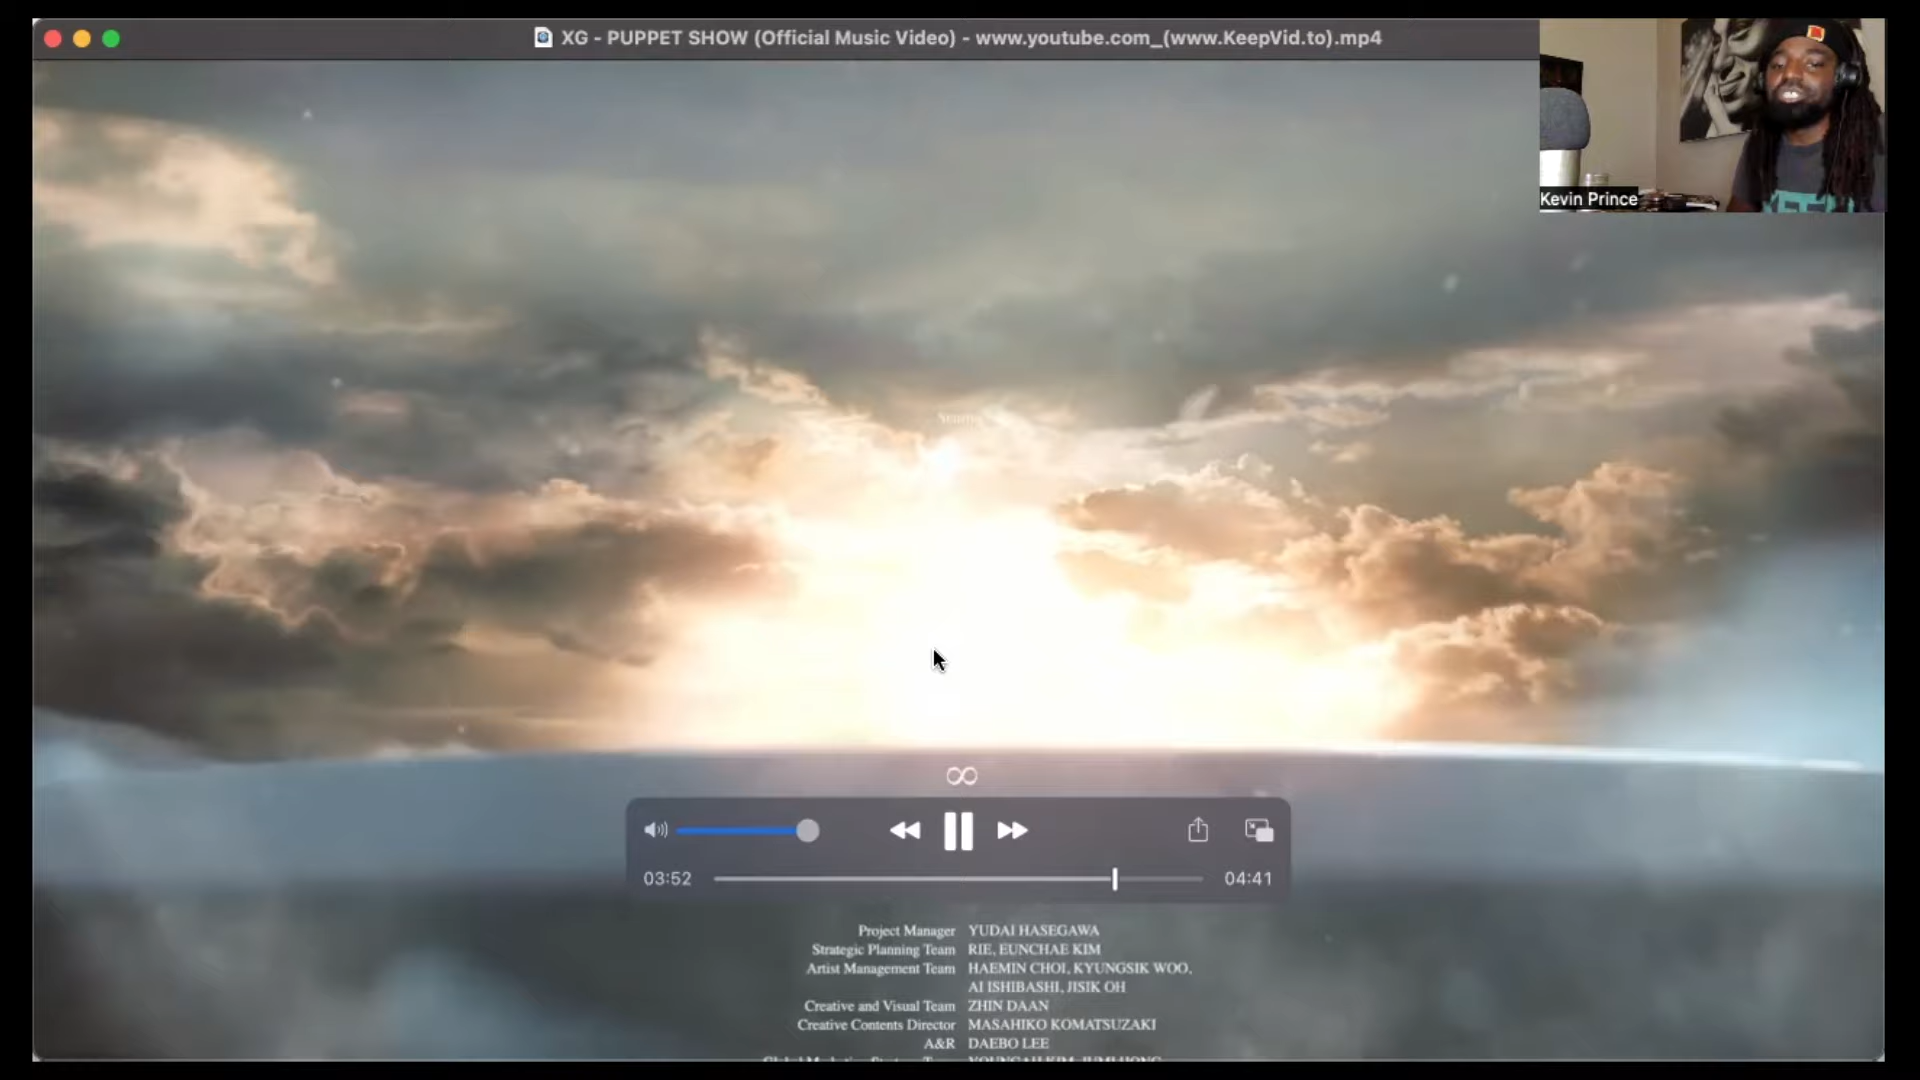 XG - PUPPET SHOW (Official Music Video) - www.youtube.com_(www.KeepVid.to).mp4
Kevin Prince
03:52
04:41
Project Manager YUDAI HASEGAWA
Strategic Planning Team RIE, EUNCHAE KIM
Artist Management Team HAEMIN CHOI, KYUNGSIK WOO,
AI ISHIBASHI, JISIK OH
Creative and Visual Team ZHIN DAAN
Creative Contents Director MASAHIKO KOMATSUZAKI
A&R DAEBO LEE